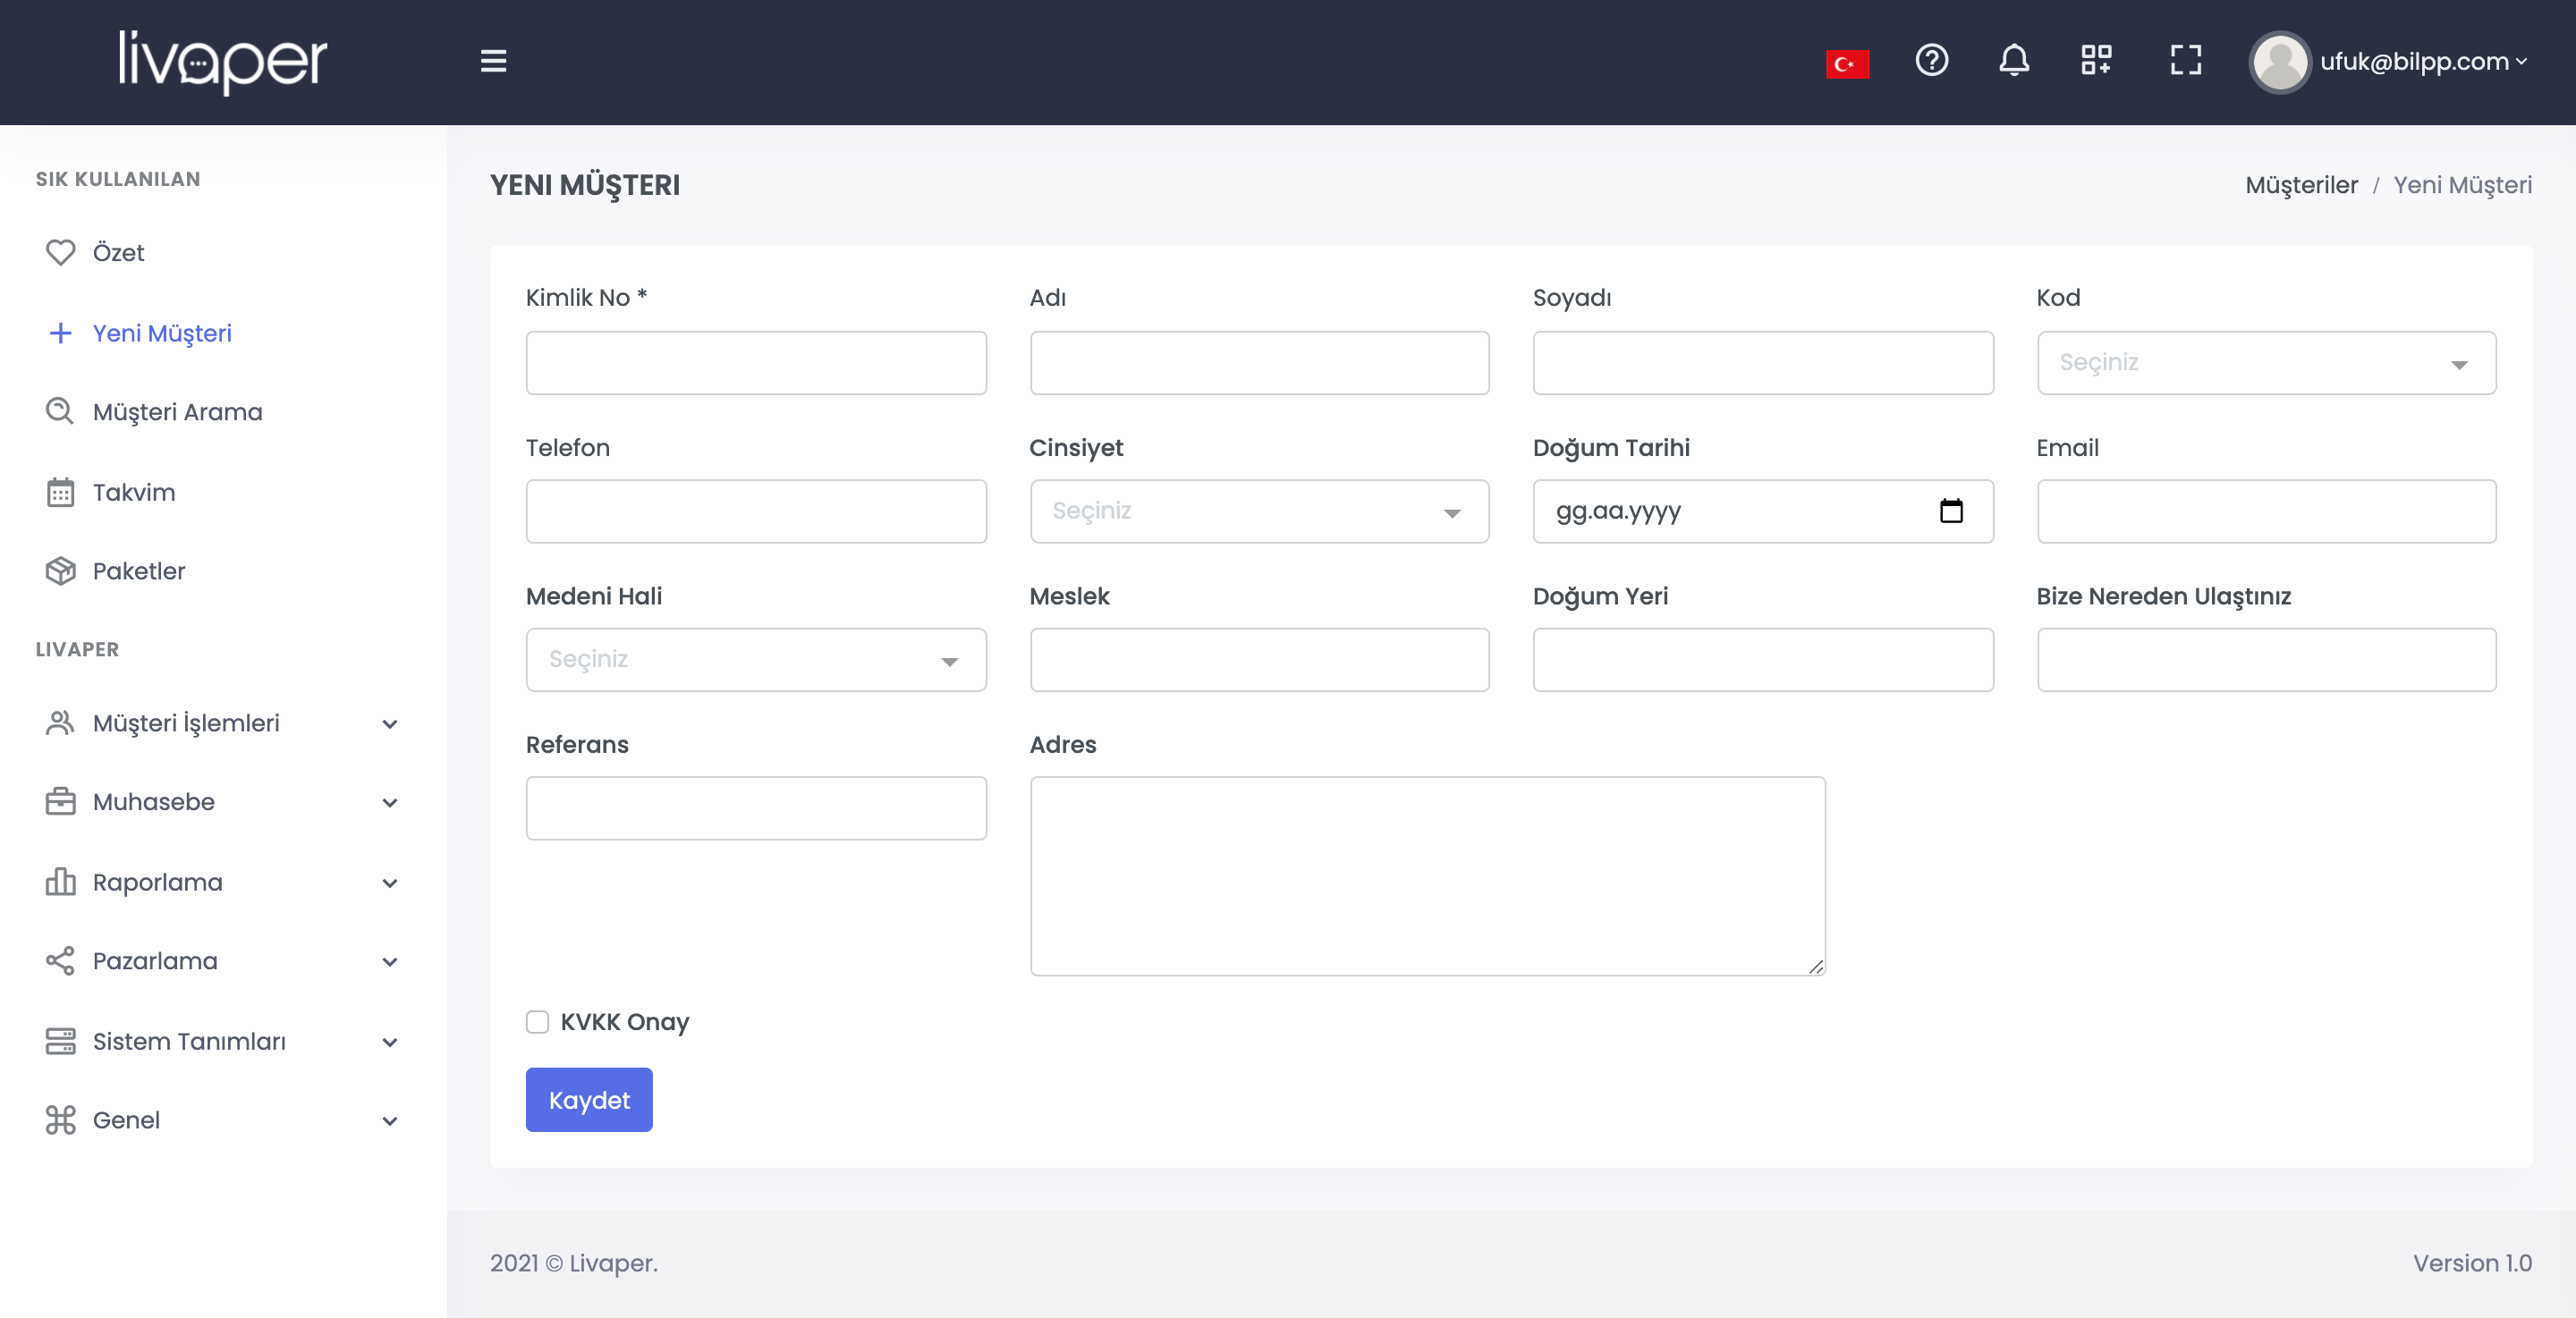 livaper
ufuk@bilpp.com
SIK KULLANILAN
Özet
Yeni Müşteri
Müşteri Arama
Takvim
Paketler
LIVAPER
Müşteri İşlemleri
Muhasebe
Raporlama
Pazarlama
Sistem Tanımları
Genel
YENI MÜŞTERI
Müşteriler / Yeni Müşteri
Kimlik No * Adı Soyadı Kod
Seçiniz
Telefon Cinsiyet Doğum Tarihi Email
Seçiniz gg.aa.yyyy
Medeni Hali Meslek Doğum Yeri Bize Nereden Ulaştınız
Seçiniz
Referans Adres
KVKK Onay
Kaydet
2021 © Livaper. Version 1.0